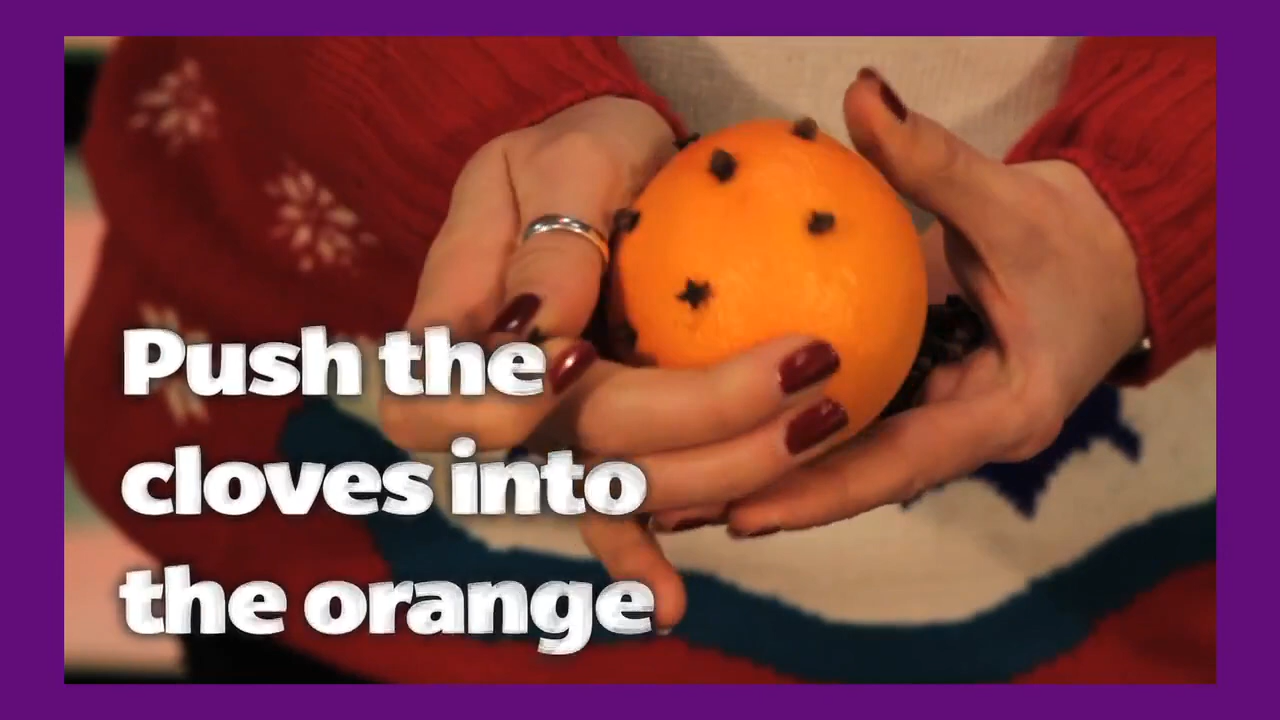 Push the
cloves into
the orange